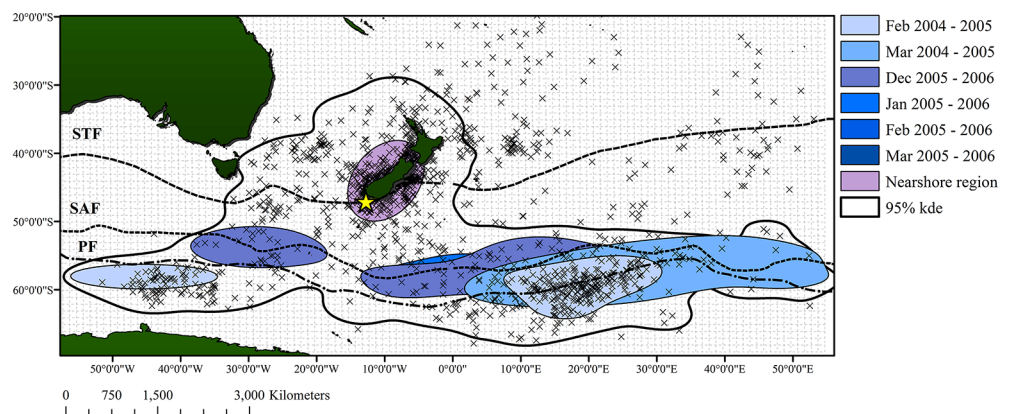 20°0'0"S
30°0'0"S
40°0'0"S
50°0'0"S
60°0'0"S
STF
SAF
PF
50°0'0"W
40°0'0"W
30°0'0"W
20°0'0"W
10°0'0"W
0°0'0"
10°0'0"E
20°0'0"E
30°0'0"E
40°0'0"E
50°0'0"E
0 750 1,500 3,000 Kilometers
Feb 2004 - 2005
Mar 2004 - 2005
Dec 2005 - 2006
Jan 2005 - 2006
Feb 2005 - 2006
Mar 2005 - 2006
Nearshore region
95% kde